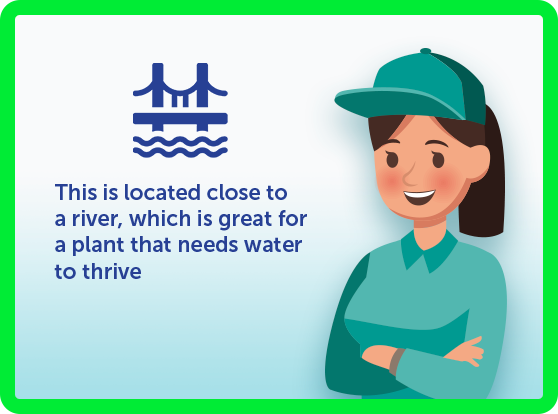 This is located close to
a river, which is great for
a plant that needs water
to thrive